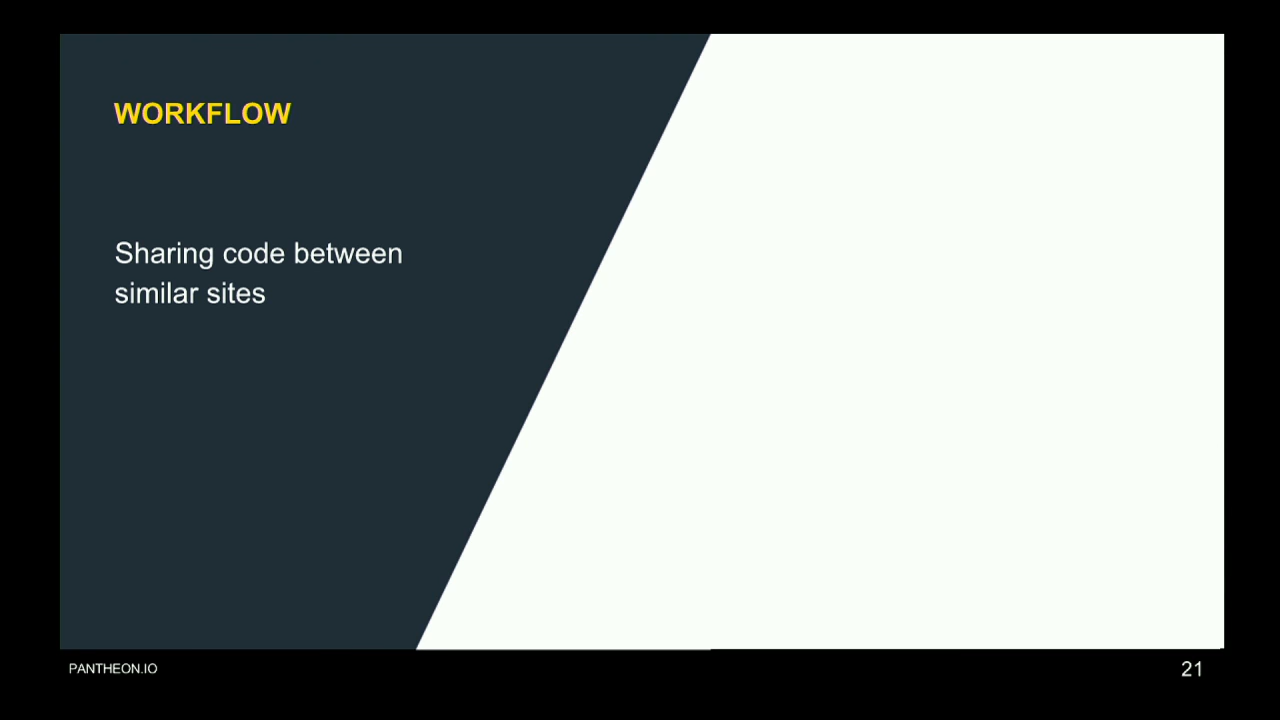 WORKFLOW
Sharing code between
similar sites
PANTHEON.IO
21